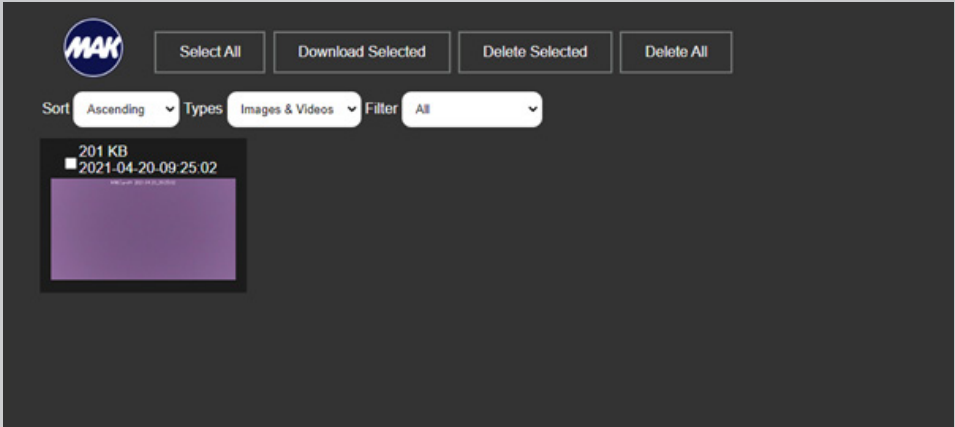 MAK
Select All
Download Selected
Delete Selected
Delete All
Sort Ascending Types Images & Videos Filter All
201 KB
2021-04-20-09:25:02